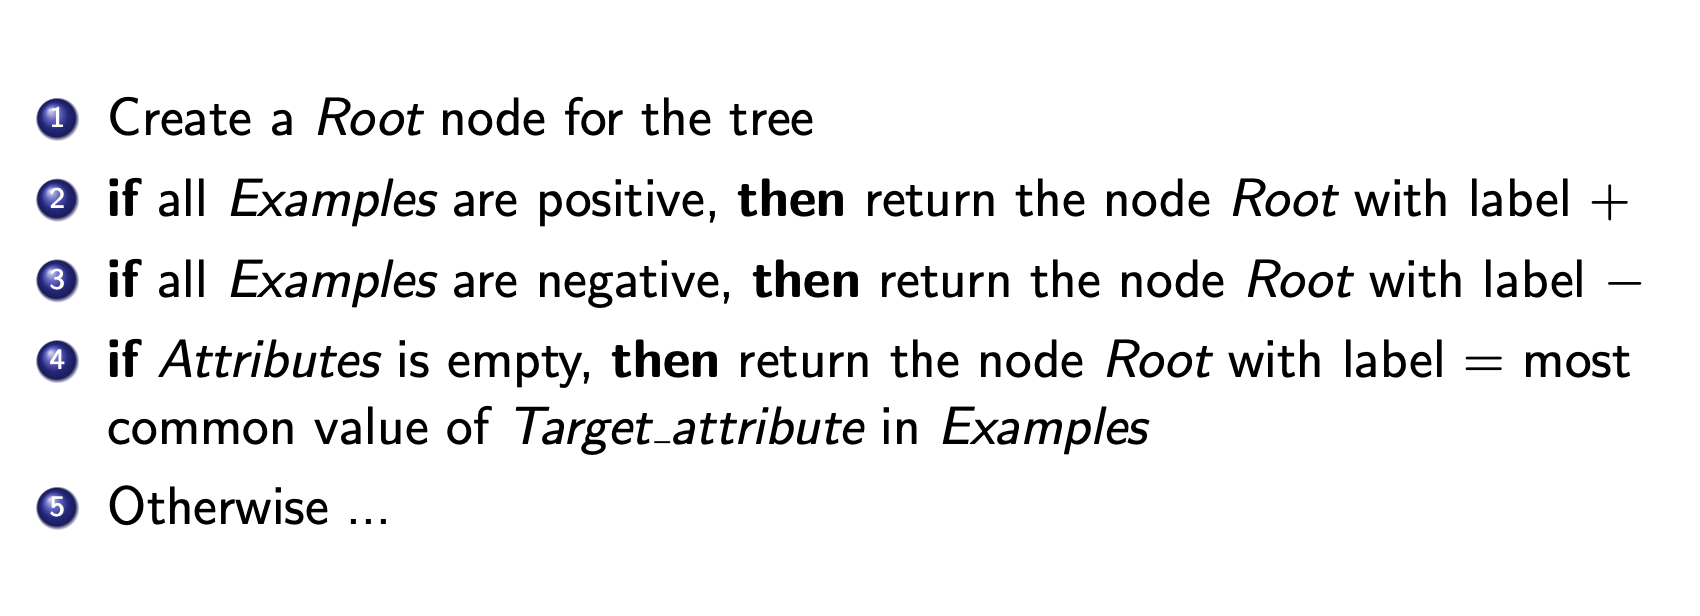 1 Create a Root node for the tree
2 if all Examples are positive, then return the node Root with label +
3 if all Examples are negative, then return the node Root with label −
4 if Attributes is empty, then return the node Root with label = most
common value of Target_attribute in Examples
5 Otherwise ...